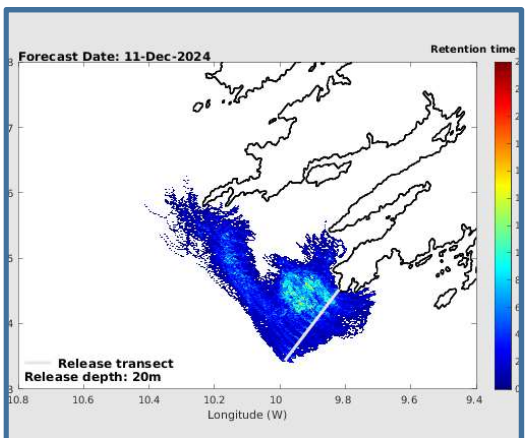 Forecast Date: 11-Dec-2024
Retention time
Release transect
Release depth: 20m
10.8 10.6 10.4 10.2 10 9.8 9.6 9.4
Longitude (W)